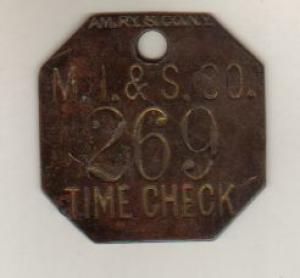 AM.RY.S.CO.N.Y.
M.I.& S. CO.
269
TIME CHECK